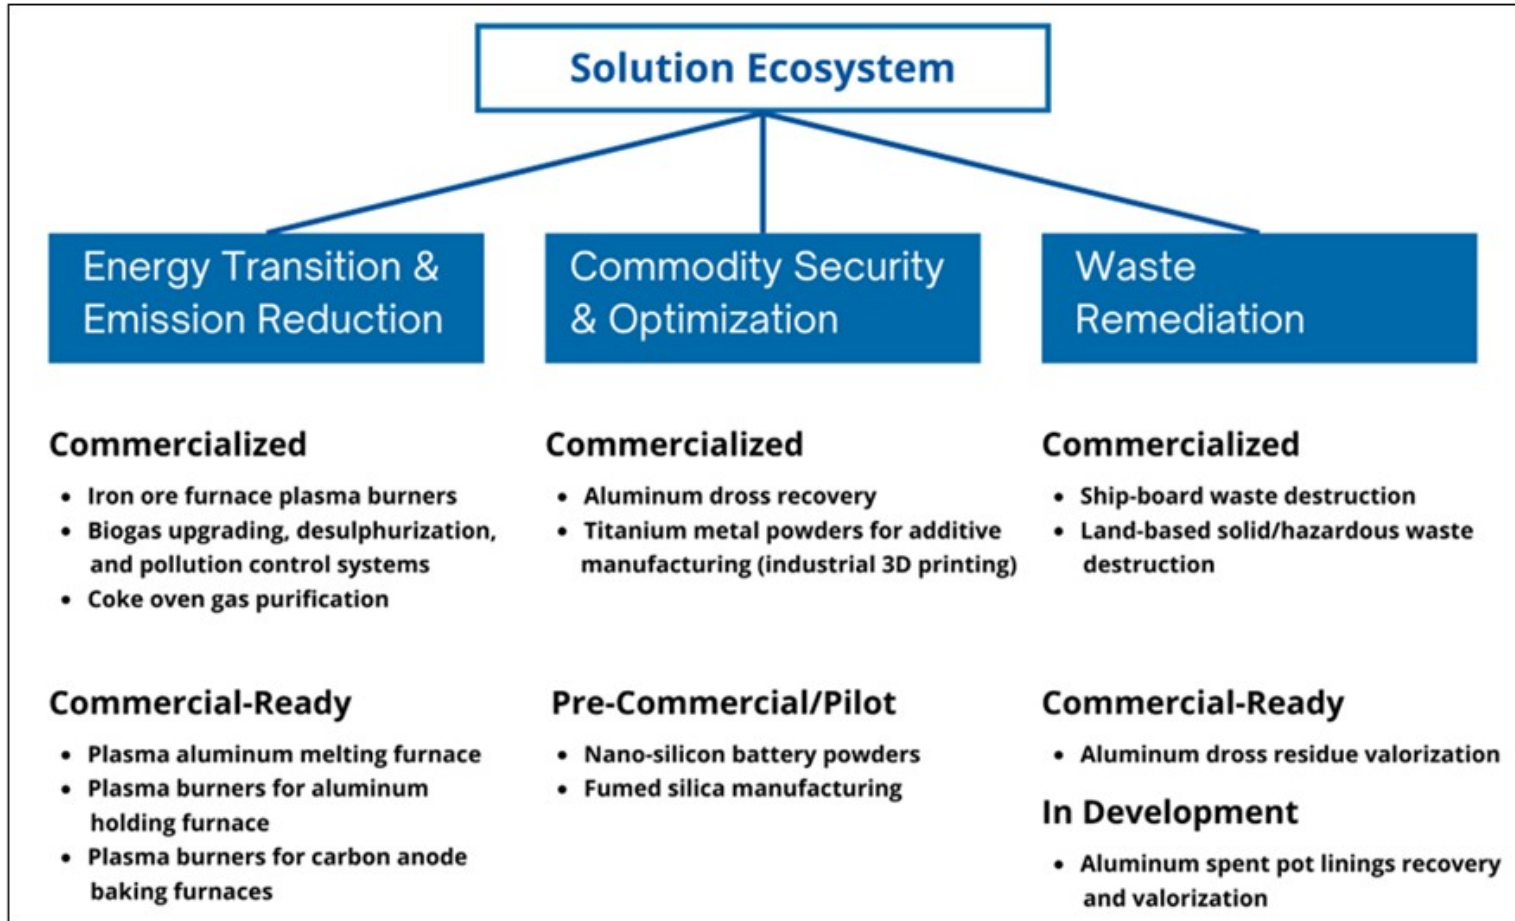 Solution Ecosystem
Energy Transition &
Emission Reduction
Commercialized
• Iron ore furnace plasma burners
• Biogas upgrading, desulphurization,
and pollution control systems
• Coke oven gas purification
Commercial-Ready
• Plasma aluminum melting furnace
• Plasma burners for aluminum
holding furnace
• Plasma burners for carbon anode
baking furnaces
Commodity Security
& Optimization
Commercialized
• Aluminum dross recovery
• Titanium metal powders for additive
manufacturing (industrial 3D printing)
Pre-Commercial/Pilot
• Nano-silicon battery powders
• Fumed silica manufacturing
Waste
Remediation
Commercialized
• Ship-board waste destruction
• Land-based solid/hazardous waste
destruction
Commercial-Ready
• Aluminum dross residue valorization
In Development
• Aluminum spent pot linings recovery
and valorization